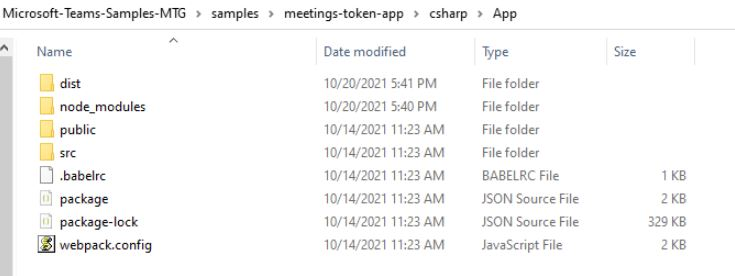 Microsoft-Teams-Samples-MTG > samples > meetings-token-app > csharp > App
Name Date modified Type Size
dist 10/20/2021 5:41 PM File folder
node_modules 10/20/2021 5:40 PM File folder
public 10/14/2021 11:23 AM File folder
src 10/14/2021 11:23 AM File folder
.babelrc 10/14/2021 11:23 AM BABELRC File 1 KB
package 10/14/2021 11:23 AM JSON Source File 2 KB
package-lock 10/14/2021 11:23 AM JSON Source File 329 KB
webpack.config 10/14/2021 11:23 AM JavaScript File 2 KB